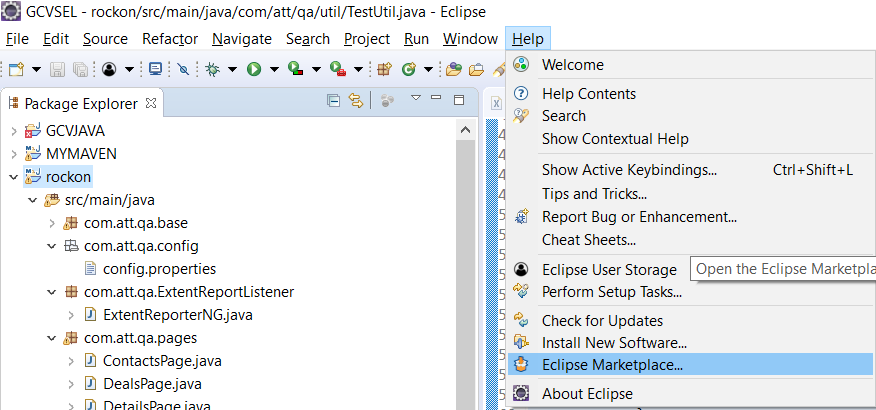 GCVSEL - rockon/src/main/java/com/att/qa/util/TestUtil.java - Eclipse
File Edit Source Refactor Navigate Search Project Run Window Help
Package Explorer
GCVJAVA
MYMAVEN
rockon
src/main/java
com.att.qa.base
com.att.qa.config
config.properties
com.att.qa.ExtentReportListener
ExtentReporterNG.java
com.att.qa.pages
ContactsPage.java
DealsPage.java
DetailsPage.java
Welcome
Help Contents
Search
Show Contextual Help
Show Active Keybindings... Ctrl+Shift+L
Tips and Tricks...
Report Bug or Enhancement...
Cheat Sheets...
Eclipse User Storage
Open the Eclipse Marketpla
Perform Setup Tasks...
Check for Updates
Install New Software...
Eclipse Marketplace...
About Eclipse